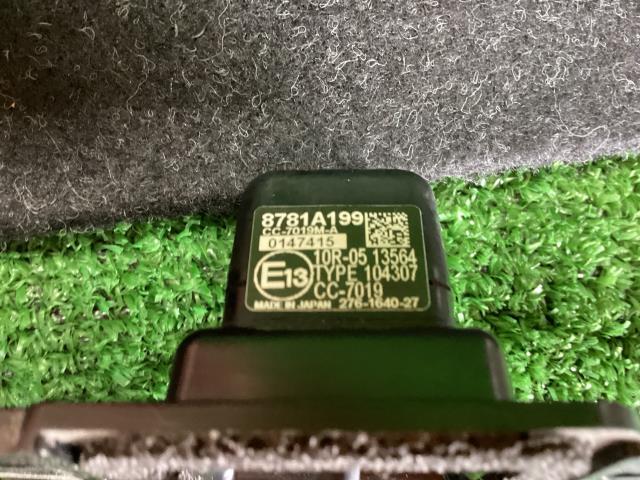 8781A199
CC-7019M-A
0147415
10R-05 13564
E13 TYPE 104307
CC-7019
MADE IN JAPAN 276-1640-27